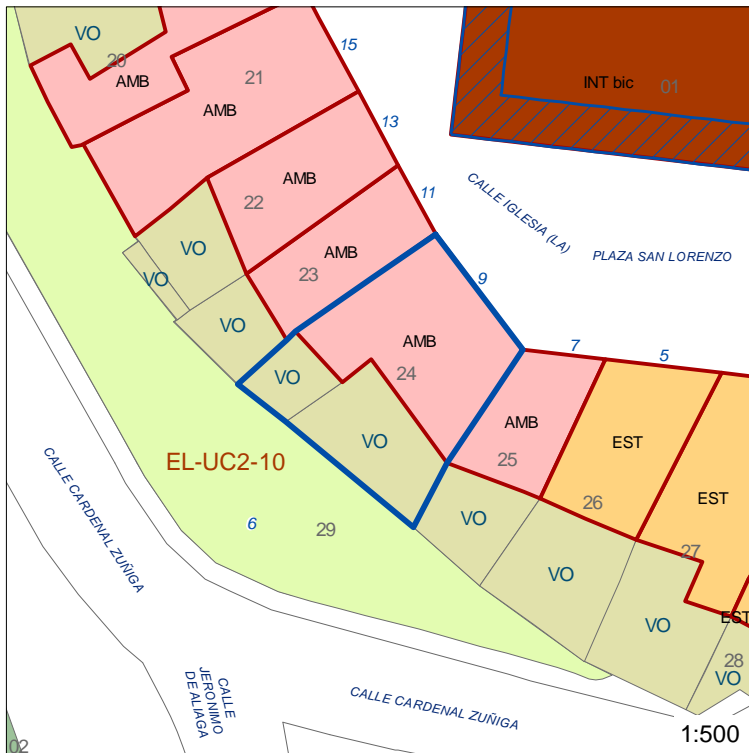 VO
20
15
AMB
21
AMB
INT bic
01
13
AMB
22
11
CALLE IGLESIA (LA)
PLAZA SAN LORENZO
VO
VO
AMB
23
9
VO
AMB
24
7
5
VO
VO
AMB
25
EST
EL-UC2-10
26
EST
CALLE CARDENAL ZUÑIGA
6
29
VO
27
VO
VO
EST
28
VO
CALLE
JERONIMO
DE ALIAGA
CALLE CARDENAL ZUÑIGA
1:500
02